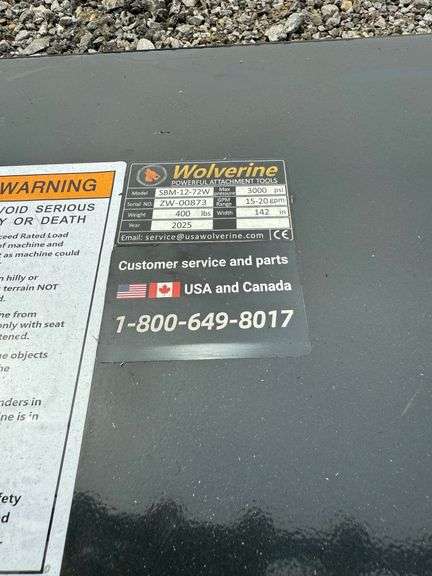 WARNING
VOID SERIOUS
Y OR DEATH
ceed Rated Load
of machine and
t as machine could
n hilly or
terrain NOT
ne from
only with seat
tened.
he objects
he
nders in
ine is in
fety
d
Wolverine
POWERFUL ATTACHMENT TOOLS
Model SBM-12-72W Max pressure 3000 psi
Serial NO. ZW-00873 GPM Range 15-20 gpm
Weight 400 lbs Width 142 in
Year 2025
Email: service@usawolverine.com CE
Customer service and parts
USA and Canada
1-800-649-8017